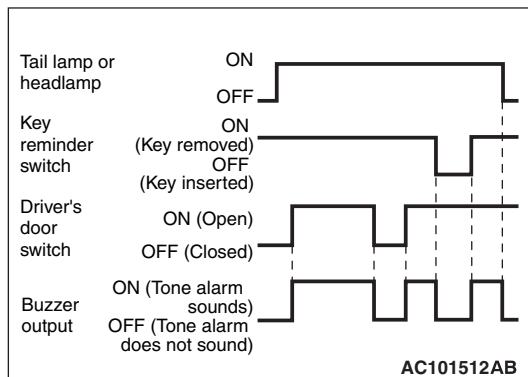 Tail lamp or
headlamp
ON
OFF
Key
reminder
switch
ON
(Key removed)
OFF
(Key inserted)
Driver's
door
switch
ON (Open)
OFF (Closed)
Buzzer
output
ON (Tone alarm
sounds)
OFF (Tone alarm
does not sound)
AC101512AB